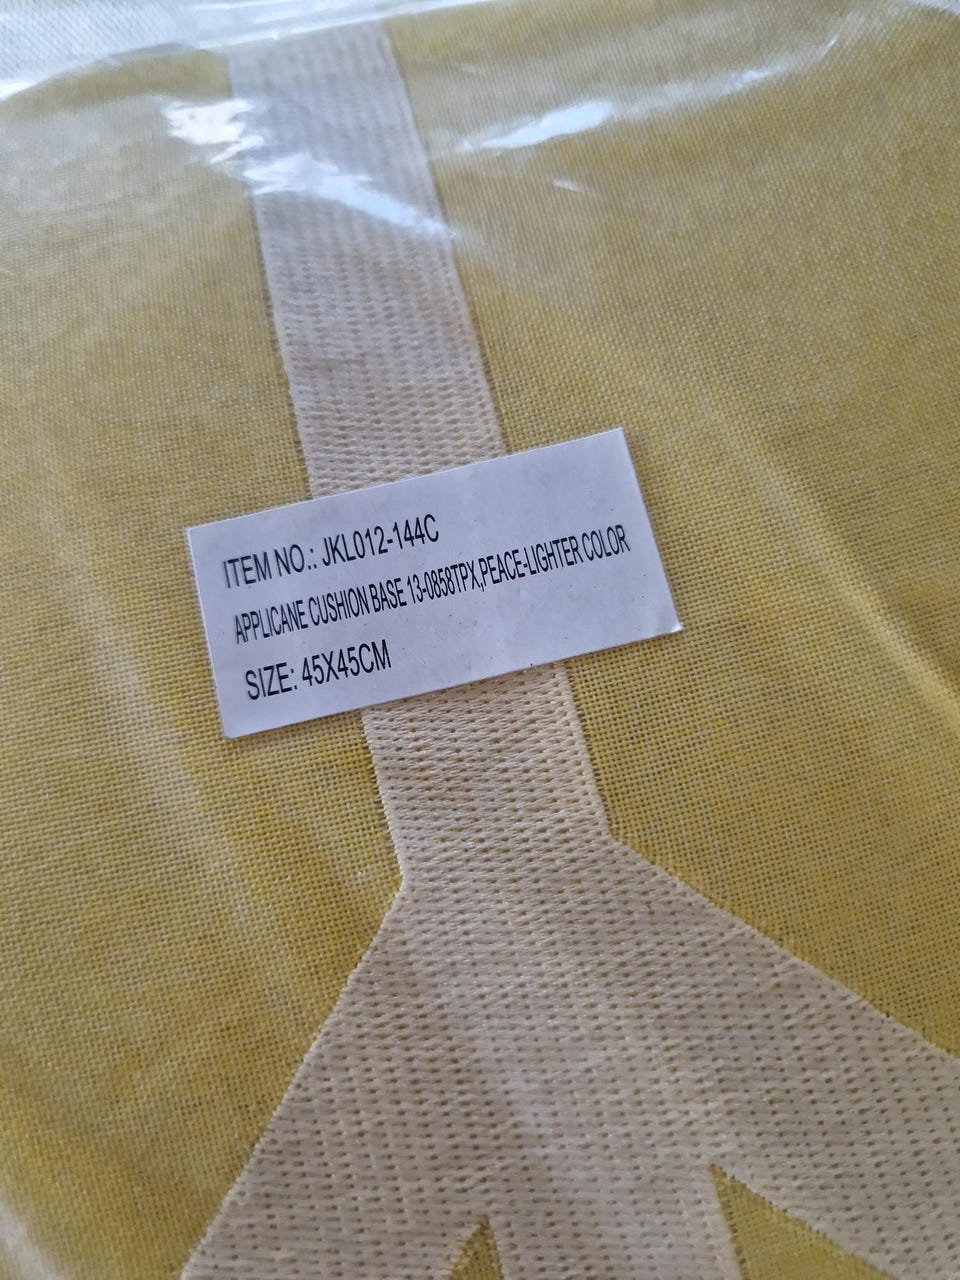 ITEM NO.: JKL012-144C
APPLICANE CUSHION BASE 13-0858TPX,PEACE-LIGHTER COLOR
SIZE: 45X45CM